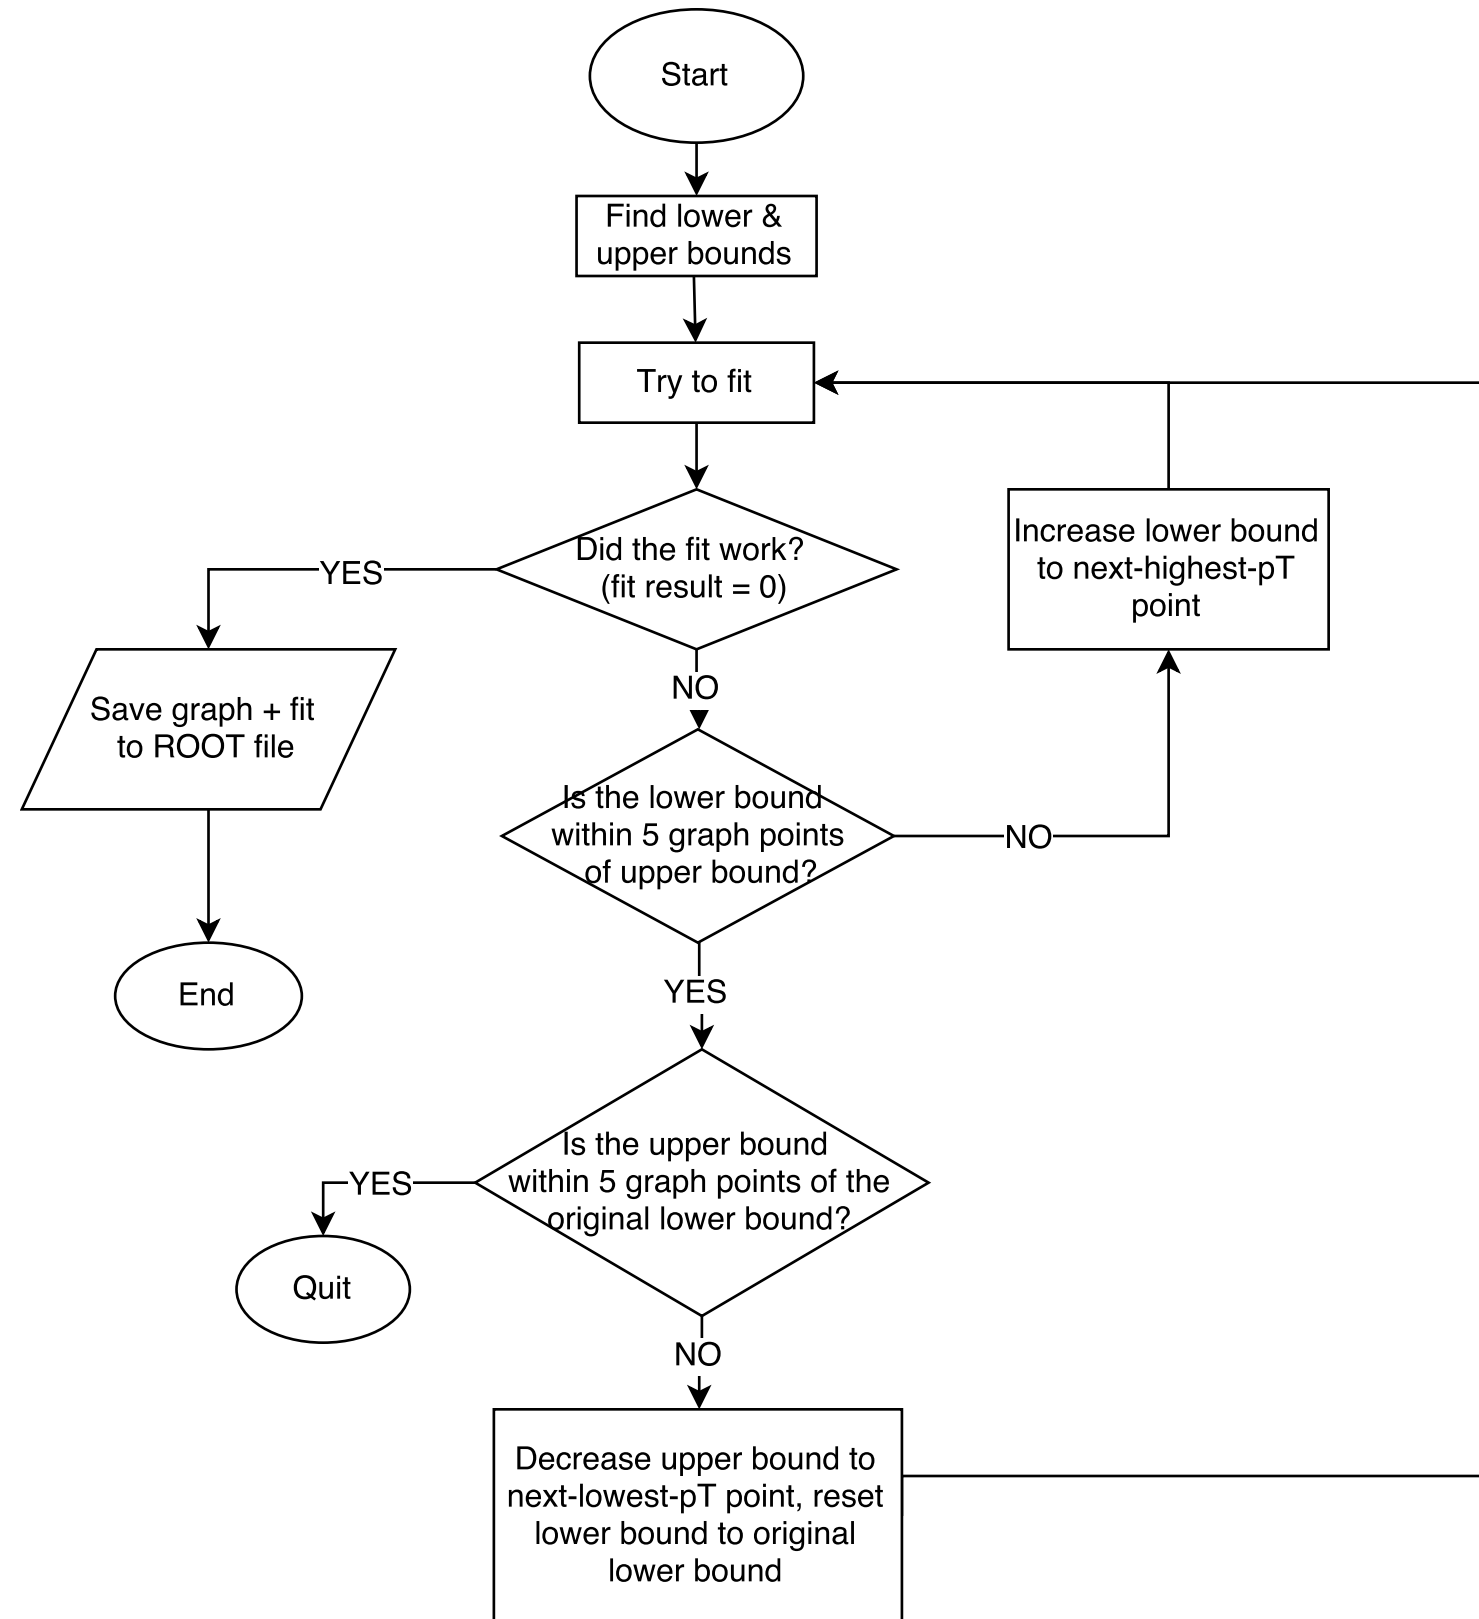 Start
Find lower &
upper bounds
Try to fit
Did the fit work?
(fit result = 0)
YES
Increase lower bound
to next-highest-pT
point
Save graph + fit
to ROOT file
NO
Is the lower bound
within 5 graph points
of upper bound?
NO
End
YES
Is the upper bound
within 5 graph points of the
original lower bound?
YES
Quit
NO
Decrease upper bound to
next-lowest-pT point, reset
lower bound to original
lower bound